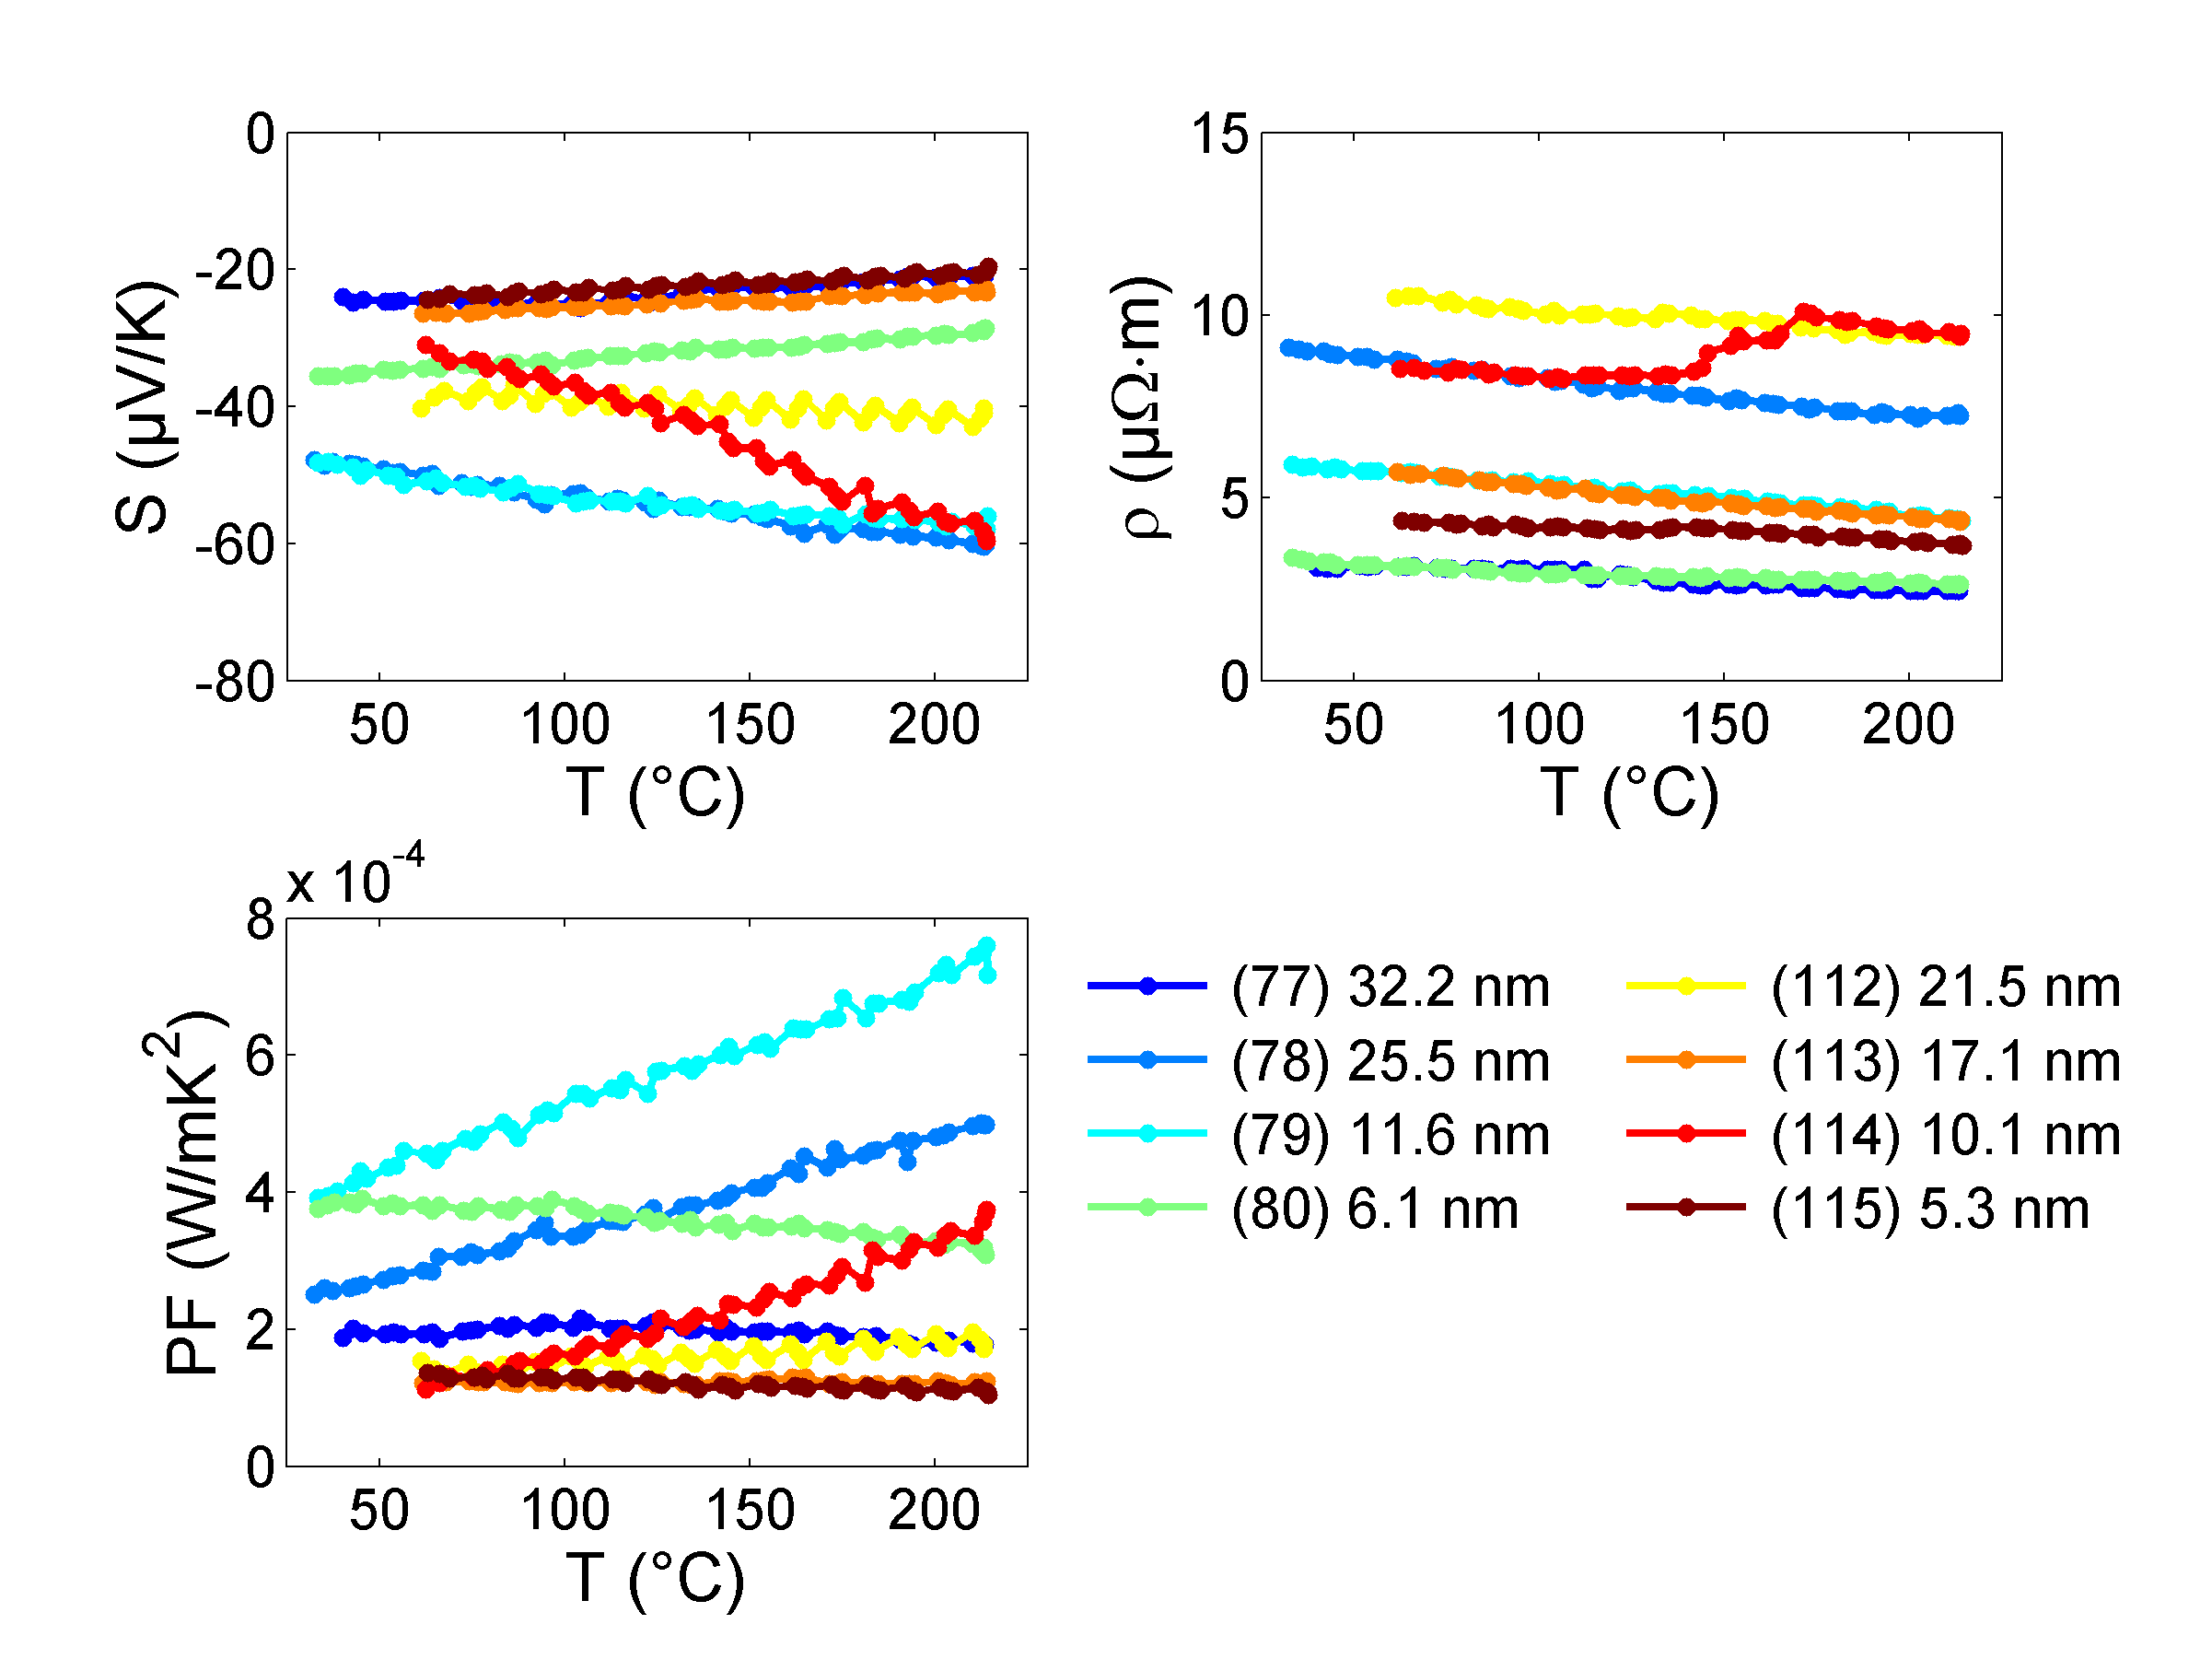 0
-20
-40
-60
-80
S (µV/K)
50 100 150 200
T (°C)
15
10
5
0
ρ (µΩ·m)
50 100 150 200
T (°C)
x 10-4
8
6
4
2
0
PF (W/mK2)
50 100 150 200
T (°C)
(77) 32.2 nm
(78) 25.5 nm
(79) 11.6 nm
(80) 6.1 nm
(112) 21.5 nm
(113) 17.1 nm
(114) 10.1 nm
(115) 5.3 nm